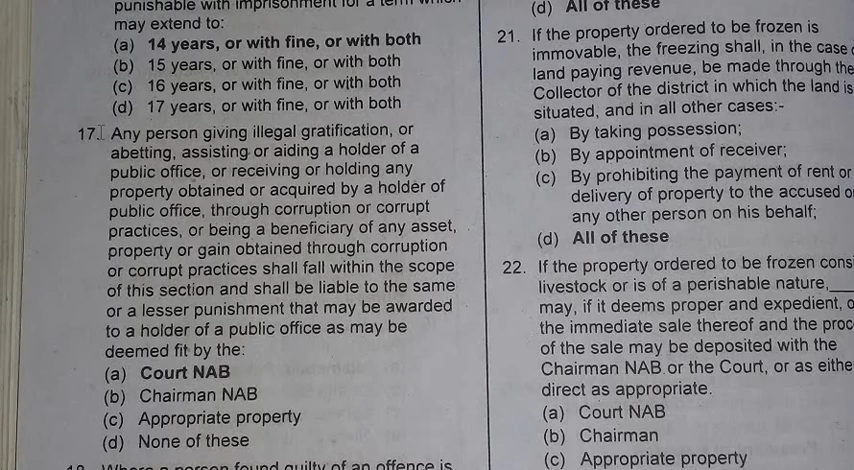 punishable with imprisonment for a term which
may extend to:
(a) 14 years, or with fine, or with both
(b) 15 years, or with fine, or with both
(c) 16 years, or with fine, or with both
(d) 17 years, or with fine, or with both
17. Any person giving illegal gratification, or
abetting, assisting or aiding a holder of a
public office, or receiving or holding any
property obtained or acquired by a holder of
public office, through corruption or corrupt
practices, or being a beneficiary of any asset,
property or gain obtained through corruption
or corrupt practices shall fall within the scope
of this section and shall be liable to the same
or a lesser punishment that may be awarded
to a holder of a public office as may be
deemed fit by the:
(a) Court NAB
(b) Chairman NAB
(c) Appropriate property
(d) None of these
Where a person found guilty of an offence is
(d) All of these
21. If the property ordered to be frozen is
immovable, the freezing shall, in the case
land paying revenue, be made through the
Collector of the district in which the land is
situated, and in all other cases:-
(a) By taking possession;
(b) By appointment of receiver;
(c) By prohibiting the payment of rent or
delivery of property to the accused o
any other person on his behalf;
(d) All of these
22. If the property ordered to be frozen cons
livestock or is of a perishable nature,___
may, if it deems proper and expedient, o
the immediate sale thereof and the proc
of the sale may be deposited with the
Chairman NAB or the Court, or as eithe
direct as appropriate.
(a) Court NAB
(b) Chairman
(c) Appropriate property